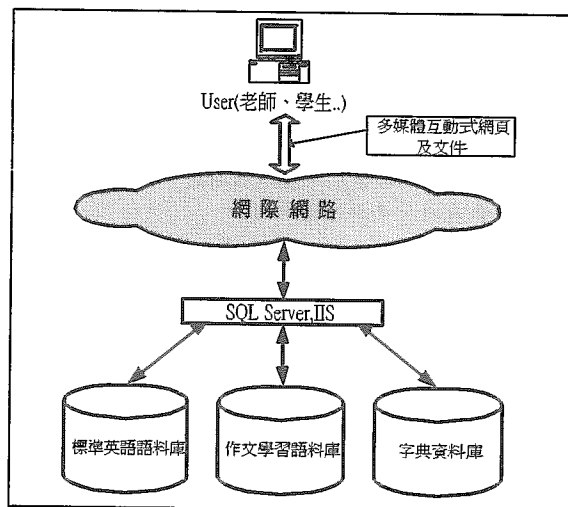 User(老師、學生..)
多媒體互動式網頁
及文件
網際網路
SQL Server,IIS
標準英語語料庫
作文學習語料庫
字典資料庫